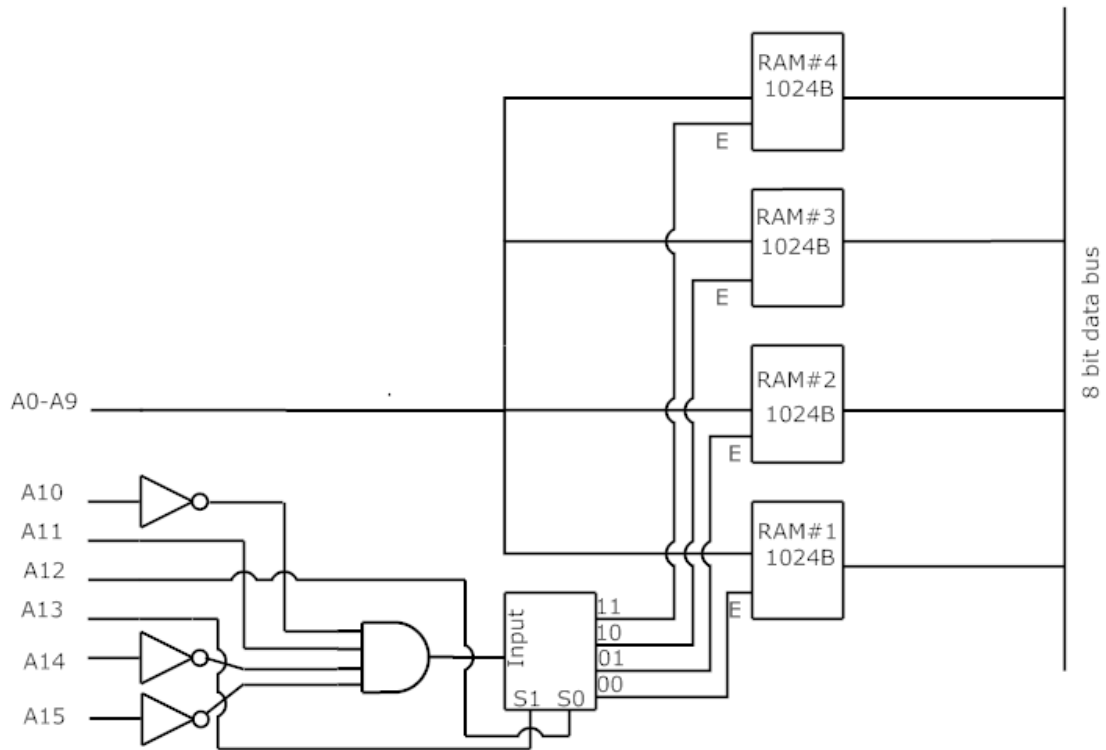 RAM#4
1024B
E
RAM#3
1024B
E
8 bit data bus
A0-A9
RAM#2
1024B
E
A10
A11
A12
A13
A14
A15
RAM#1
1024B
E
Input
11
10
01
00
S1 S0